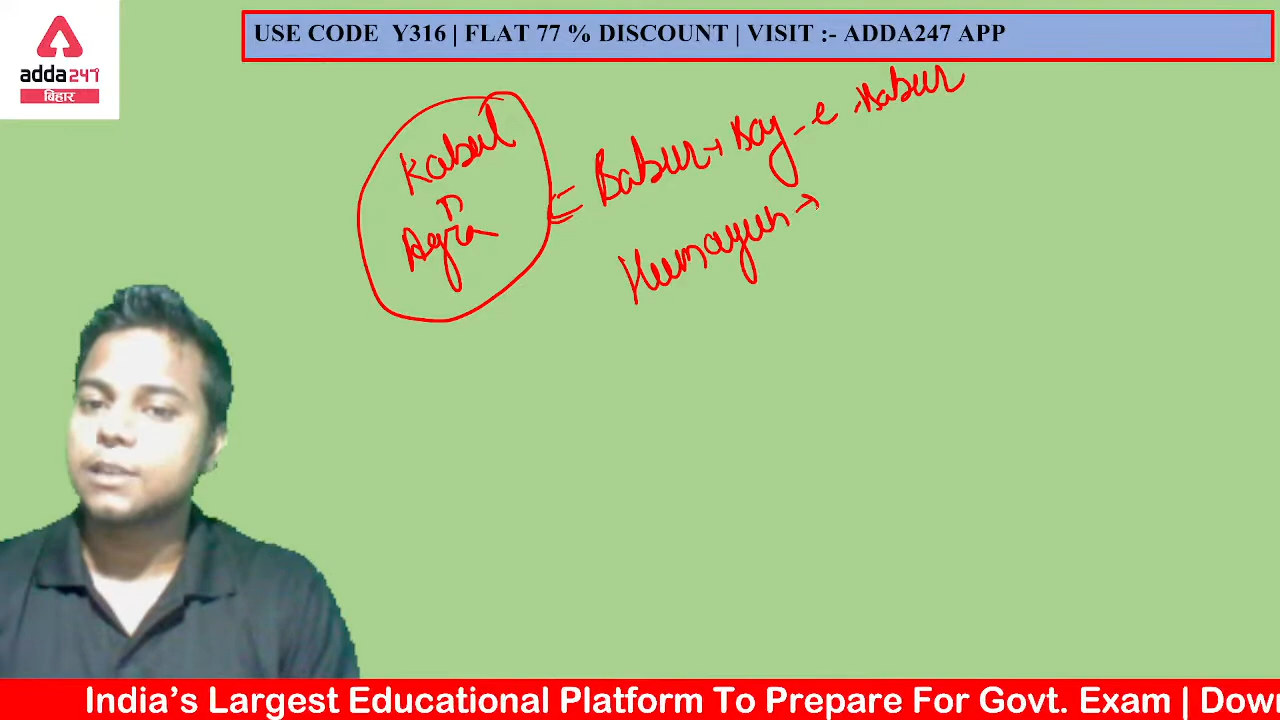 USE CODE Y316 | FLAT 77 % DISCOUNT | VISIT :- ADDA247 APP
adda247
बिहार
Kabul
Agra
Babur → Bag-e-Babur
Humayun →
India's Largest Educational Platform To Prepare For Govt. Exam | Dow